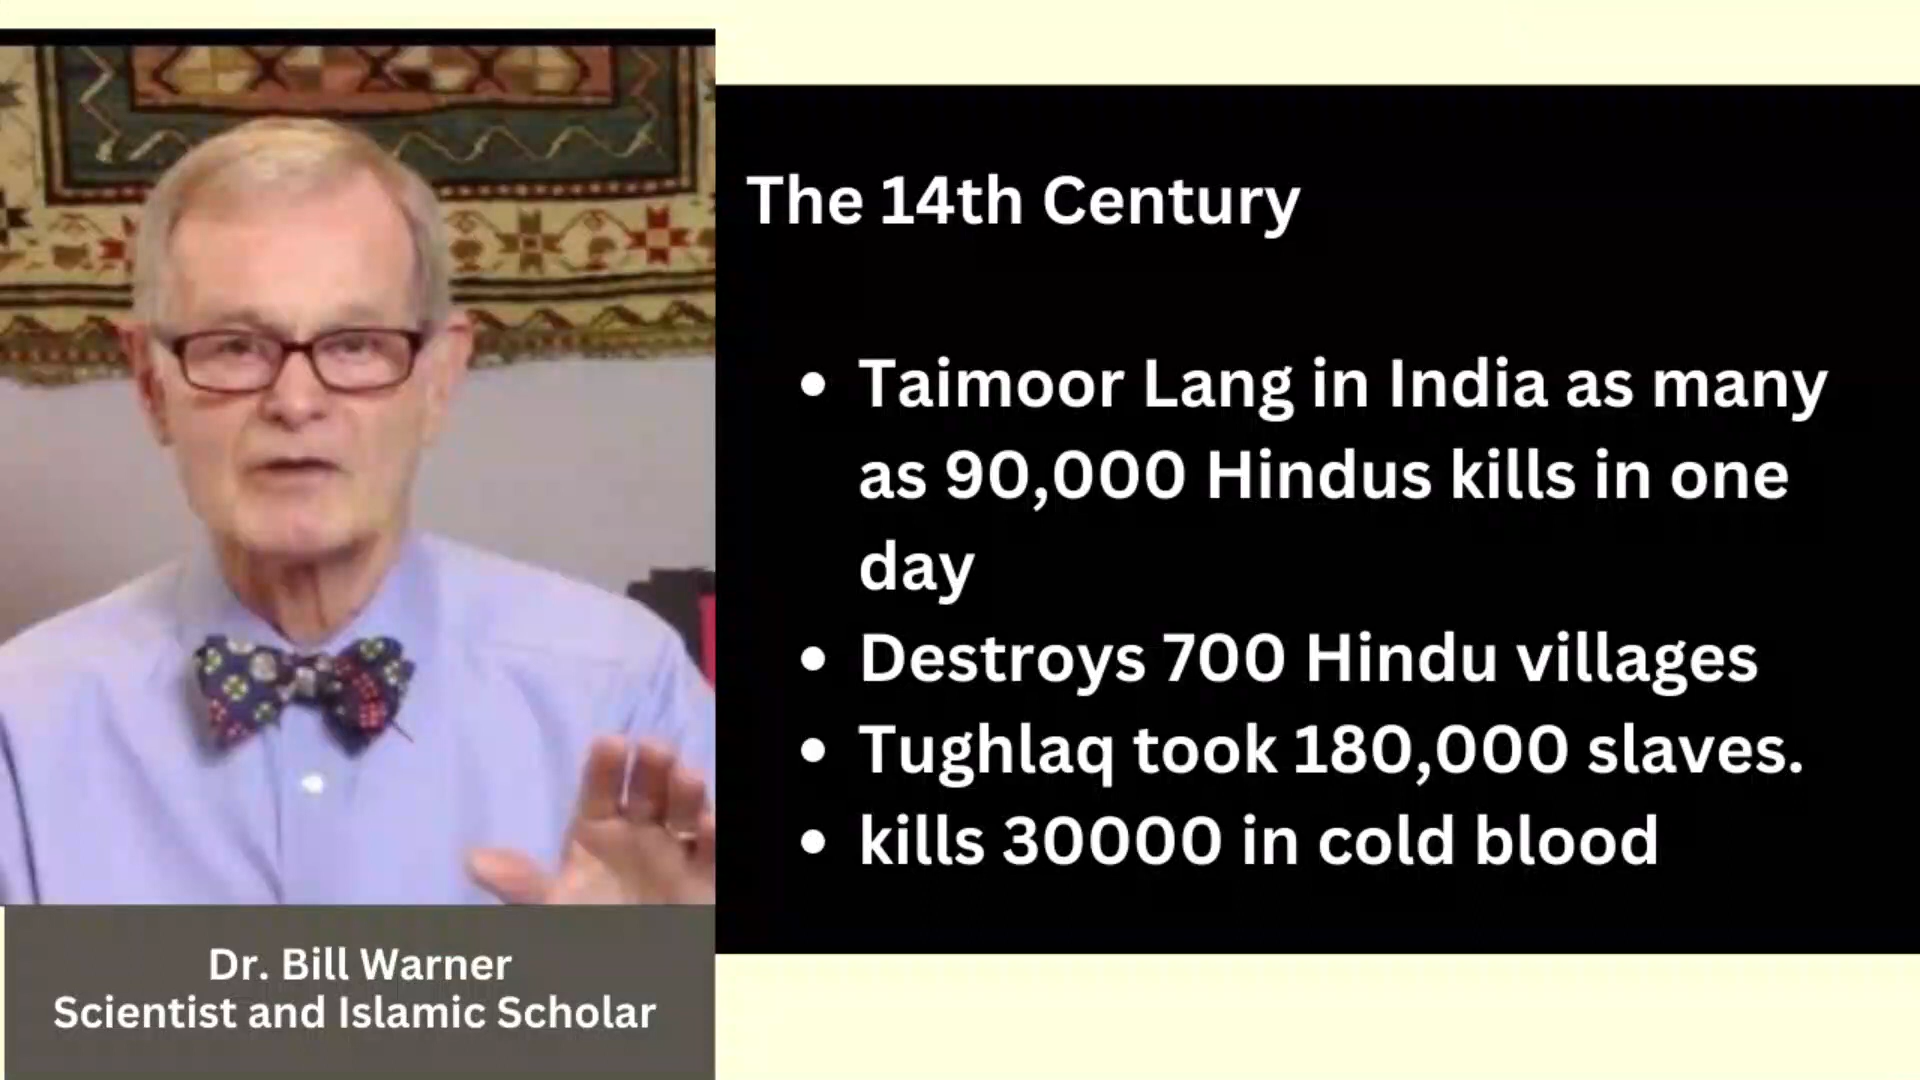 The 14th Century
• Taimoor Lang in India as many
as 90,000 Hindus kills in one
day
• Destroys 700 Hindu villages
• Tughlaq took 180,000 slaves.
• kills 30000 in cold blood
Dr. Bill Warner
Scientist and Islamic Scholar